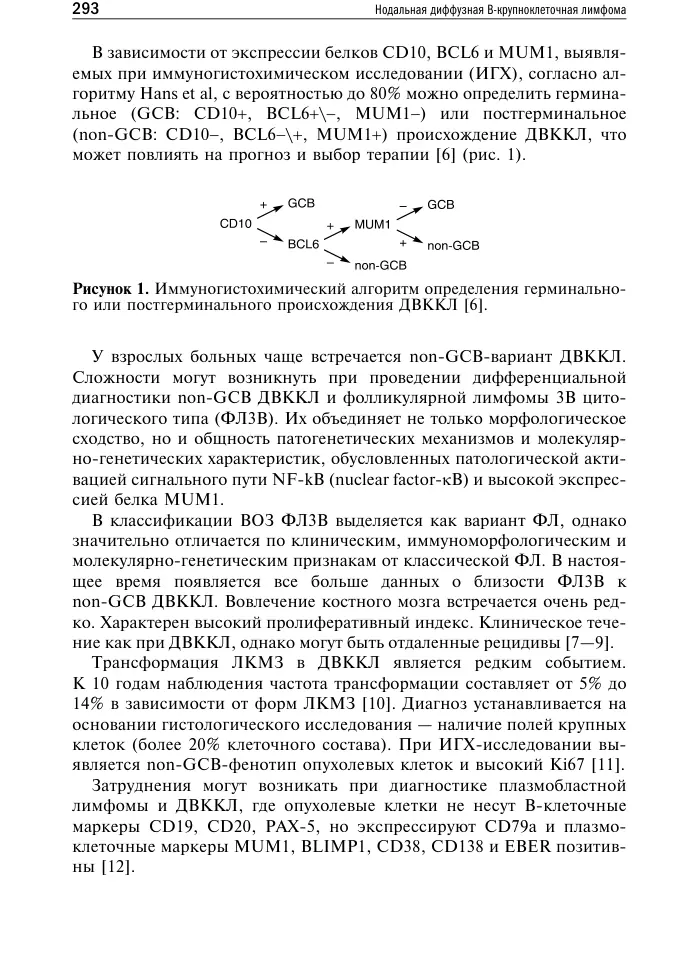 293 Нодальная диффузная В-крупноклеточная лимфома
В зависимости от экспрессии белков CD10, BCL6 и MUM1, выявля-
емых при иммуногистохимическом исследовании (ИГХ), согласно ал-
горитму Hans et al, с вероятностью до 80% можно определить гермина-
льное (GCB: CD10+, BCL6+\–, MUM1–) или постгерминальное
(non-GCB: CD10–, BCL6–\+, MUM1+) происхождение ДВККЛ, что
может повлиять на прогноз и выбор терапии [6] (рис. 1).
+ GCB – GCB
CD10 + MUM1
– BCL6 + non-GCB
– non-GCB
Рисунок 1. Иммуногистохимический алгоритм определения герминально-
го или постгерминального происхождения ДВККЛ [6].
У взрослых больных чаще встречается non-GCB-вариант ДВККЛ.
Сложности могут возникнуть при проведении дифференциальной
диагностики non-GCB ДВККЛ и фолликулярной лимфомы 3В цито-
логического типа (ФЛ3В). Их объединяет не только морфологическое
сходство, но и общность патогенетических механизмов и молекуляр-
но-генетических характеристик, обусловленных патологической акти-
вацией сигнального пути NF-kB (nuclear factor-κB) и высокой экспрес-
сией белка MUM1.
В классификации ВОЗ ФЛ3В выделяется как вариант ФЛ, однако
значительно отличается по клиническим, иммуноморфологическим и
молекулярно-генетическим признакам от классической ФЛ. В настоя-
щее время появляется все больше данных о близости ФЛ3В к
non-GCB ДВККЛ. Вовлечение костного мозга встречается очень ред-
ко. Характерен высокий пролиферативный индекс. Клиническое тече-
ние как при ДВККЛ, однако могут быть отдаленные рецидивы [7—9].
Трансформация ЛКМЗ в ДВККЛ является редким событием.
К 10 годам наблюдения частота трансформации составляет от 5% до
14% в зависимости от форм ЛКМЗ [10]. Диагноз устанавливается на
основании гистологического исследования — наличие полей крупных
клеток (более 20% клеточного состава). При ИГХ-исследовании вы-
является non-GCB-фенотип опухолевых клеток и высокий Ki67 [11].
Затруднения могут возникать при диагностике плазмобластной
лимфомы и ДВККЛ, где опухолевые клетки не несут В-клеточные
маркеры CD19, CD20, PAX-5, но экспрессируют CD79a и плазмо-
клеточные маркеры MUM1, BLIMP1, CD38, CD138 и EBER позитив-
ны [12].